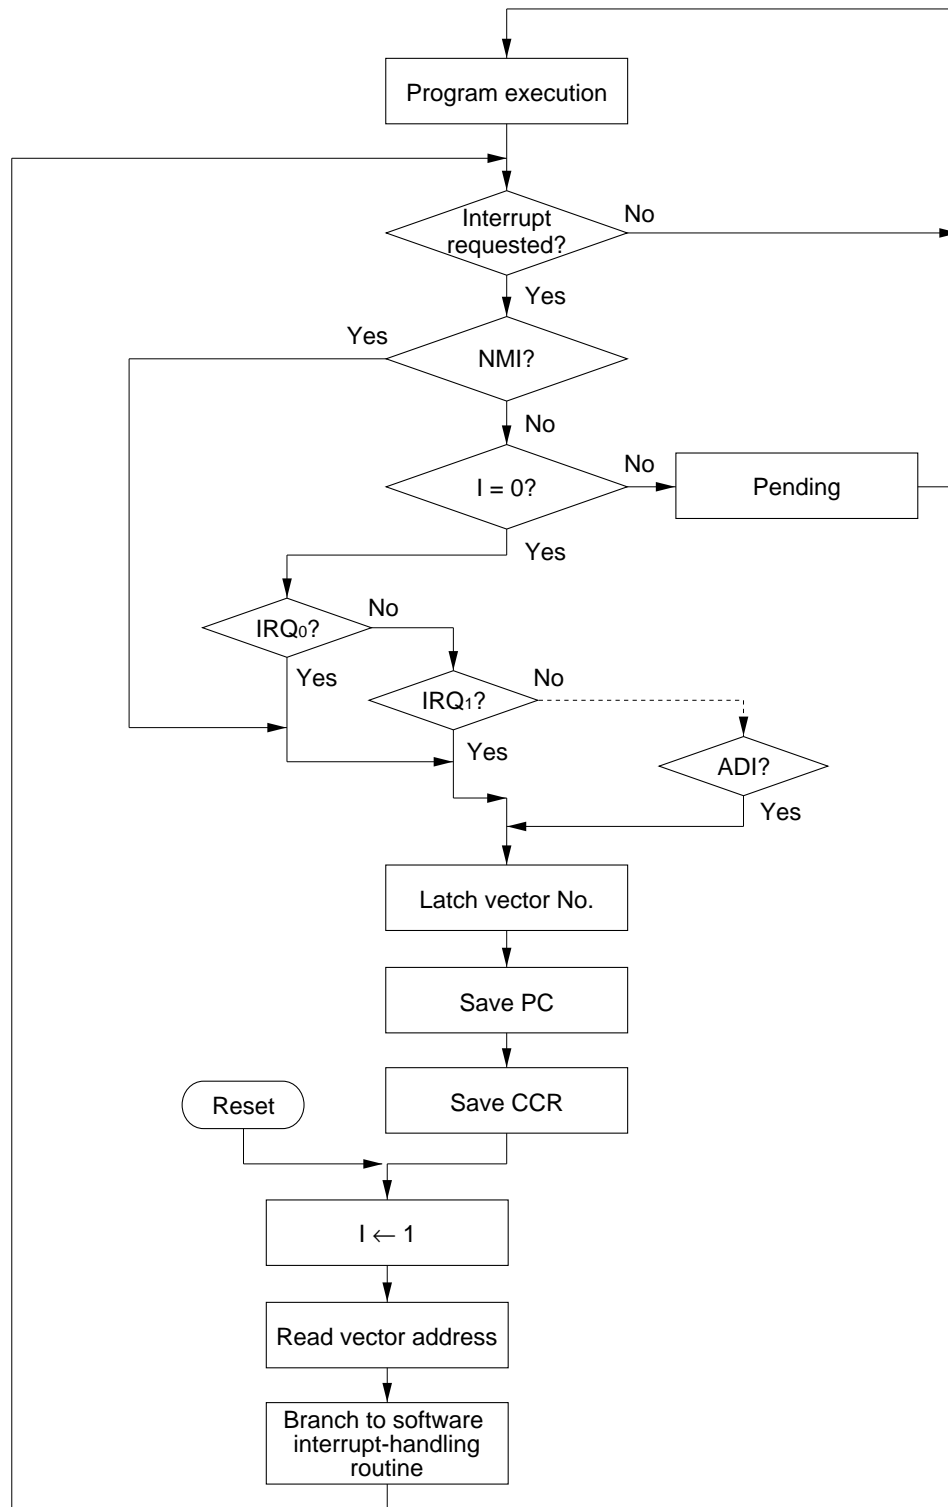 Program execution
Interrupt
requested?
No
Yes
Yes
NMI?
No
I = 0?
No
Pending
Yes
IRQ₀?
No
Yes
IRQ₁?
No
Yes
ADI?
Yes
Latch vector No.
Save PC
Save CCR
Reset
I ← 1
Read vector address
Branch to software
interrupt-handling
routine